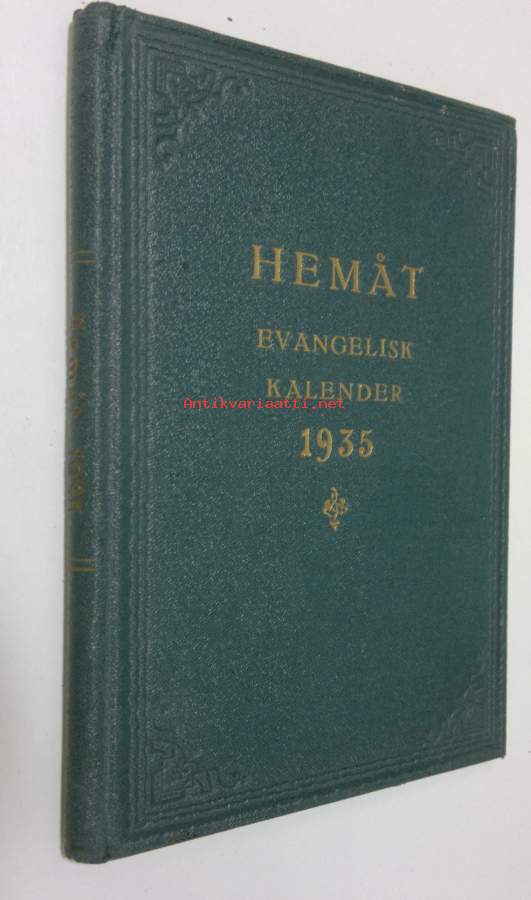 HEMÅT
EVANGELISK
KALENDER
Antikvariaatti.net
1935